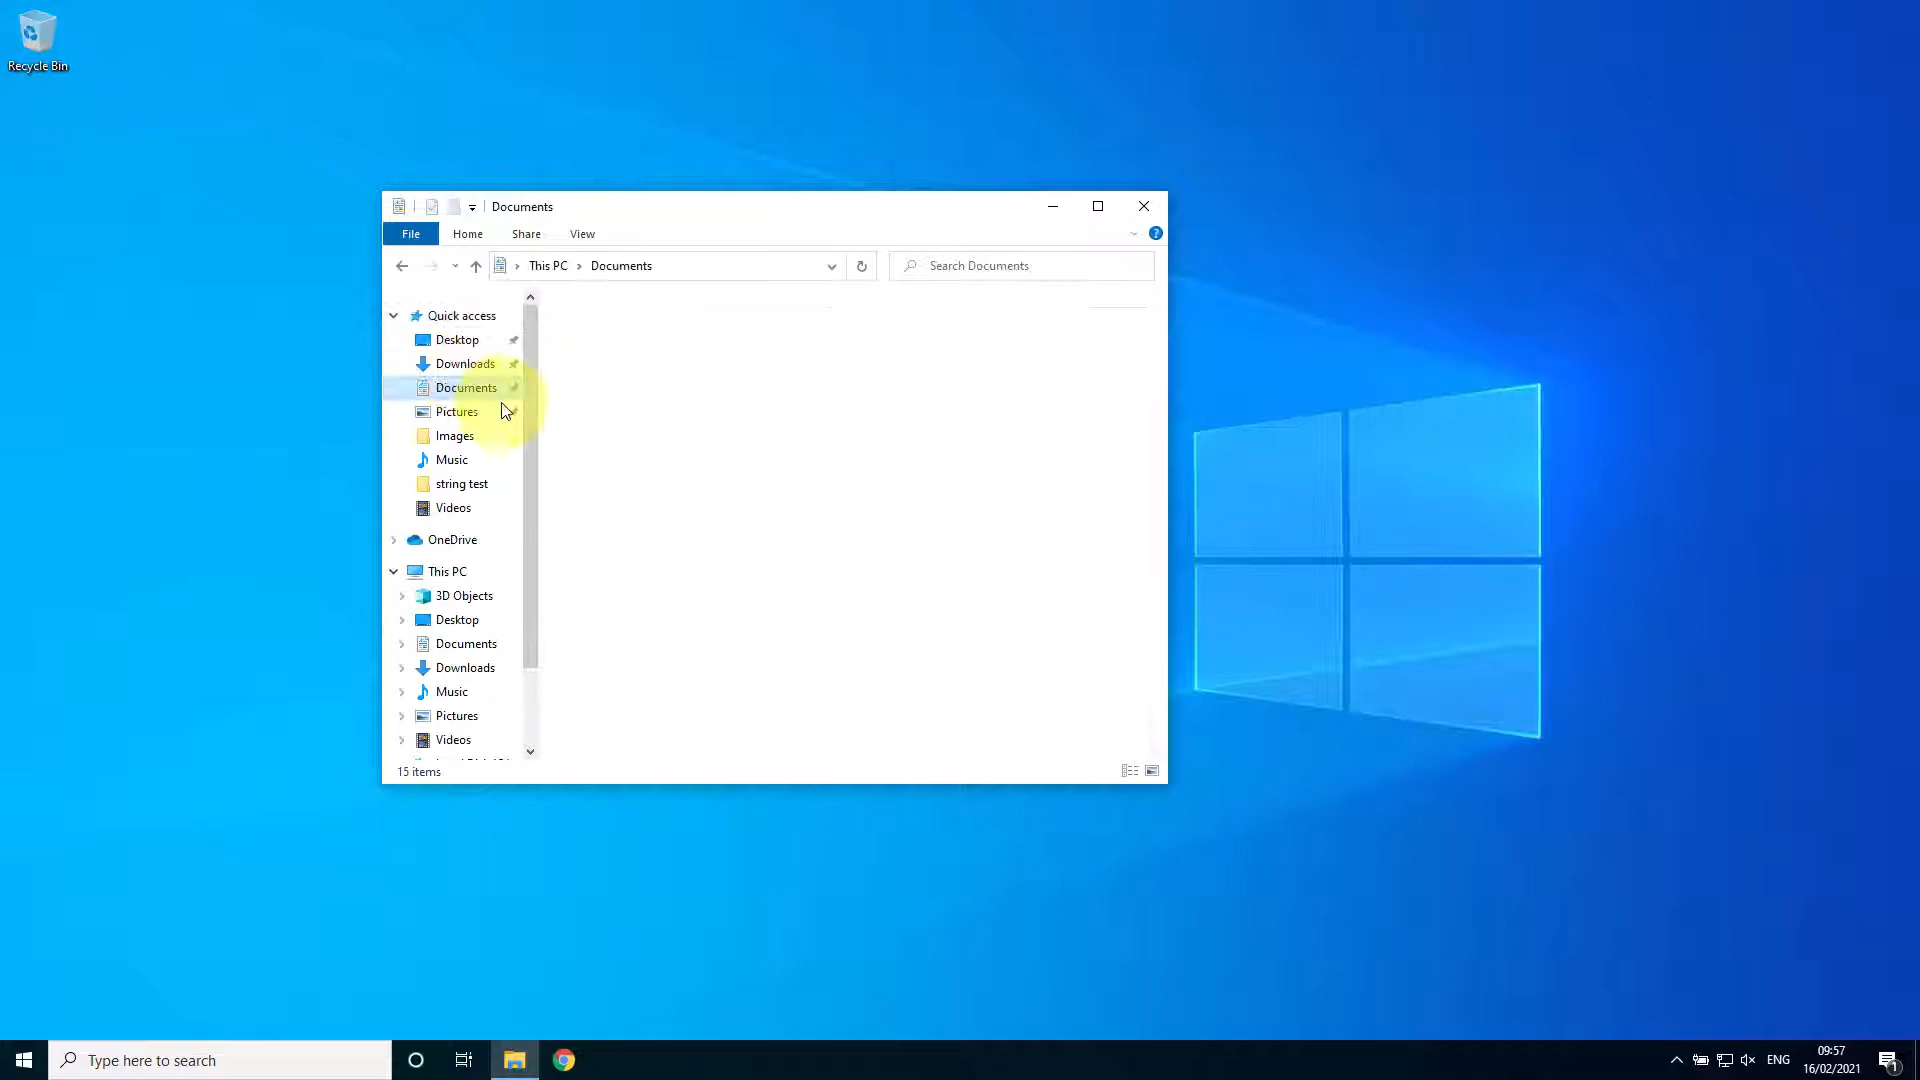 Recycle Bin
Documents
File Home Share View
This PC Documents
Search Documents
Quick access
Desktop
Downloads
Documents
Pictures
Images
Music
string test
Videos
OneDrive
This PC
3D Objects
Desktop
Documents
Downloads
Music
Pictures
Videos
15 items
Type here to search
ENG
09:57
16/02/2021
1